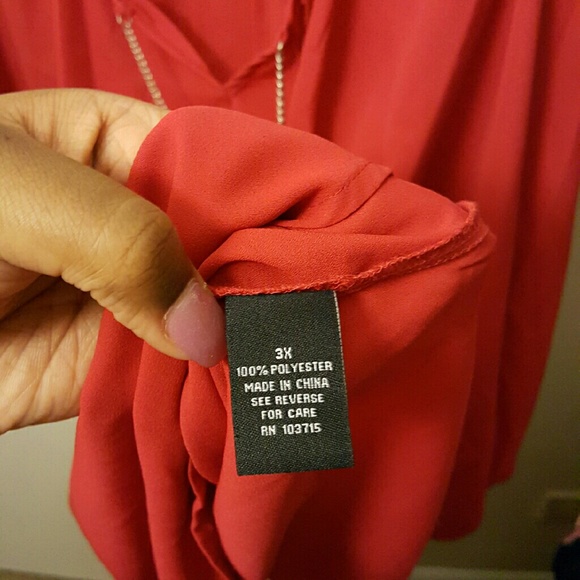 3X
100% POLYESTER
MADE IN CHINA
SEE REVERSE
FOR CARE
RN 103715